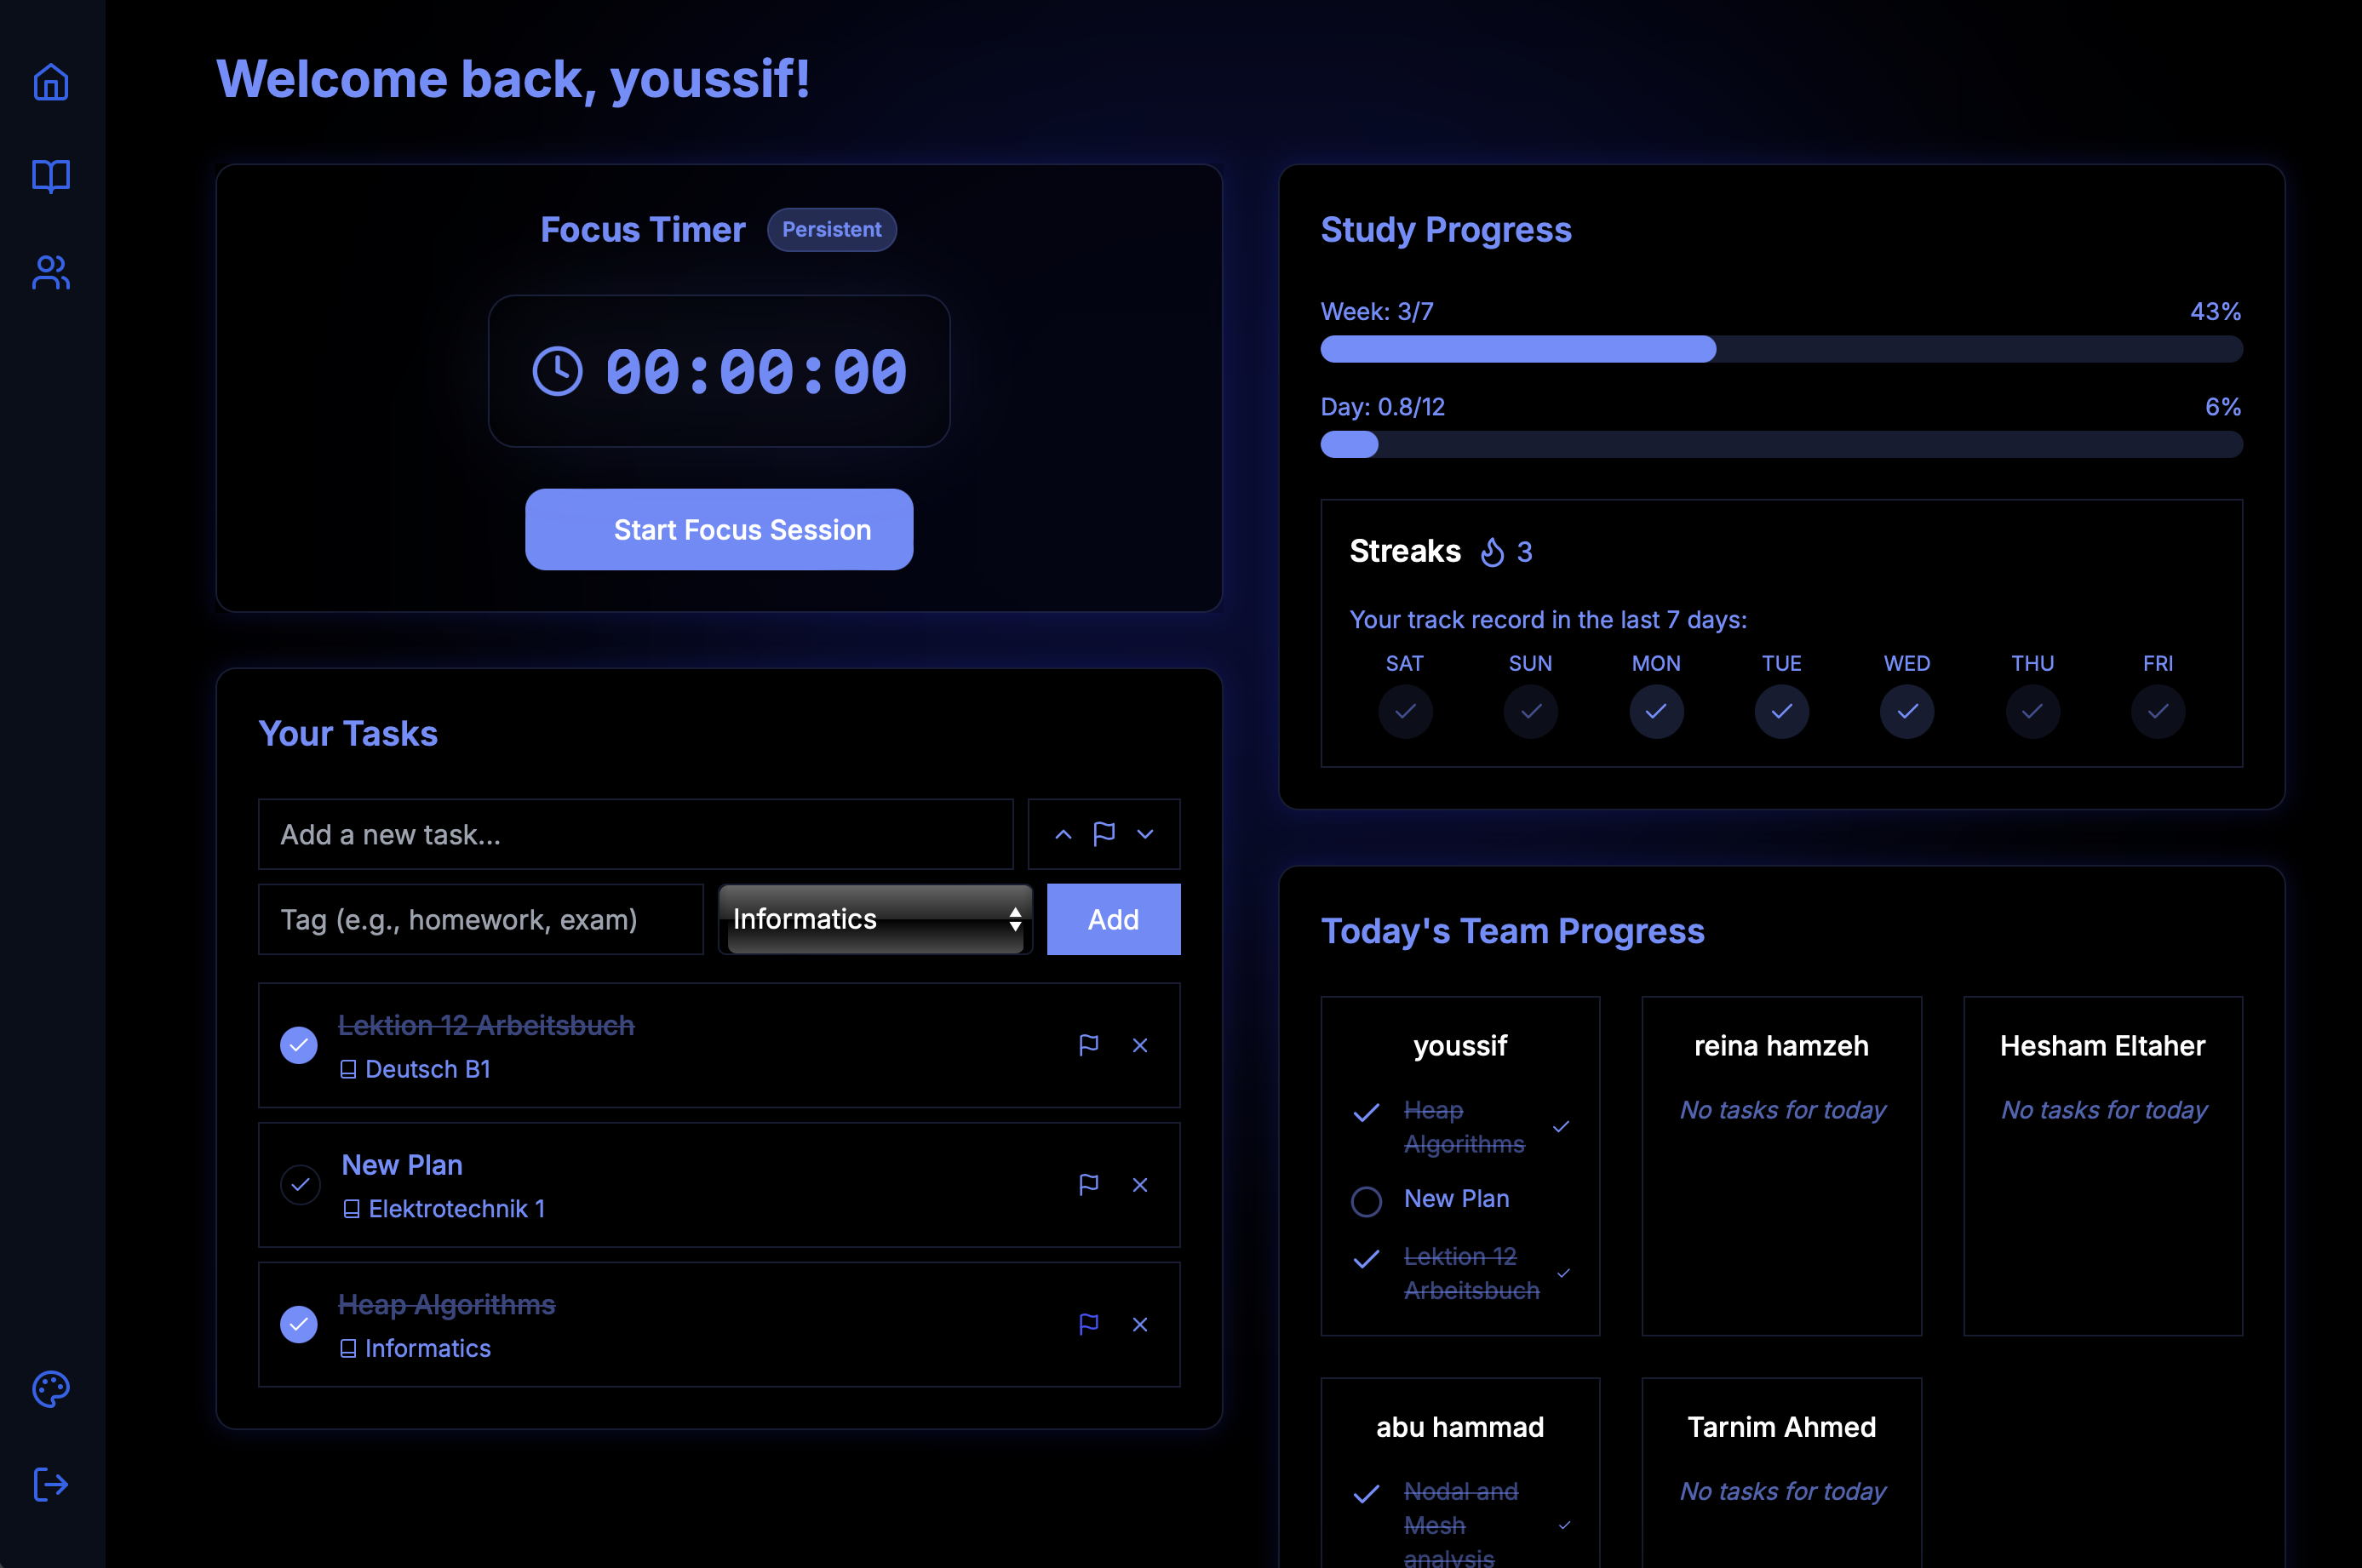 Welcome back, youssif!
Focus Timer
Persistent
00:00:00
Start Focus Session
Your Tasks
Add a new task...
Tag (e.g., homework, exam)
Informatics
Add
Lektion 12 Arbeitsbuch
Deutsch B1
New Plan
Elektrotechnik 1
Heap Algorithms
Informatics
Study Progress
Week: 3/7
43%
Day: 0.8/12
6%
Streaks
3
Your track record in the last 7 days:
SAT
SUN
MON
TUE
WED
THU
FRI
Today's Team Progress
youssif
Heap
Algorithms
New Plan
Lektion 12
Arbeitsbuch
reina hamzeh
No tasks for today
Hesham Eltaher
No tasks for today
abu hammad
Nodal and
Mesh
analysis
Tarnim Ahmed
No tasks for today